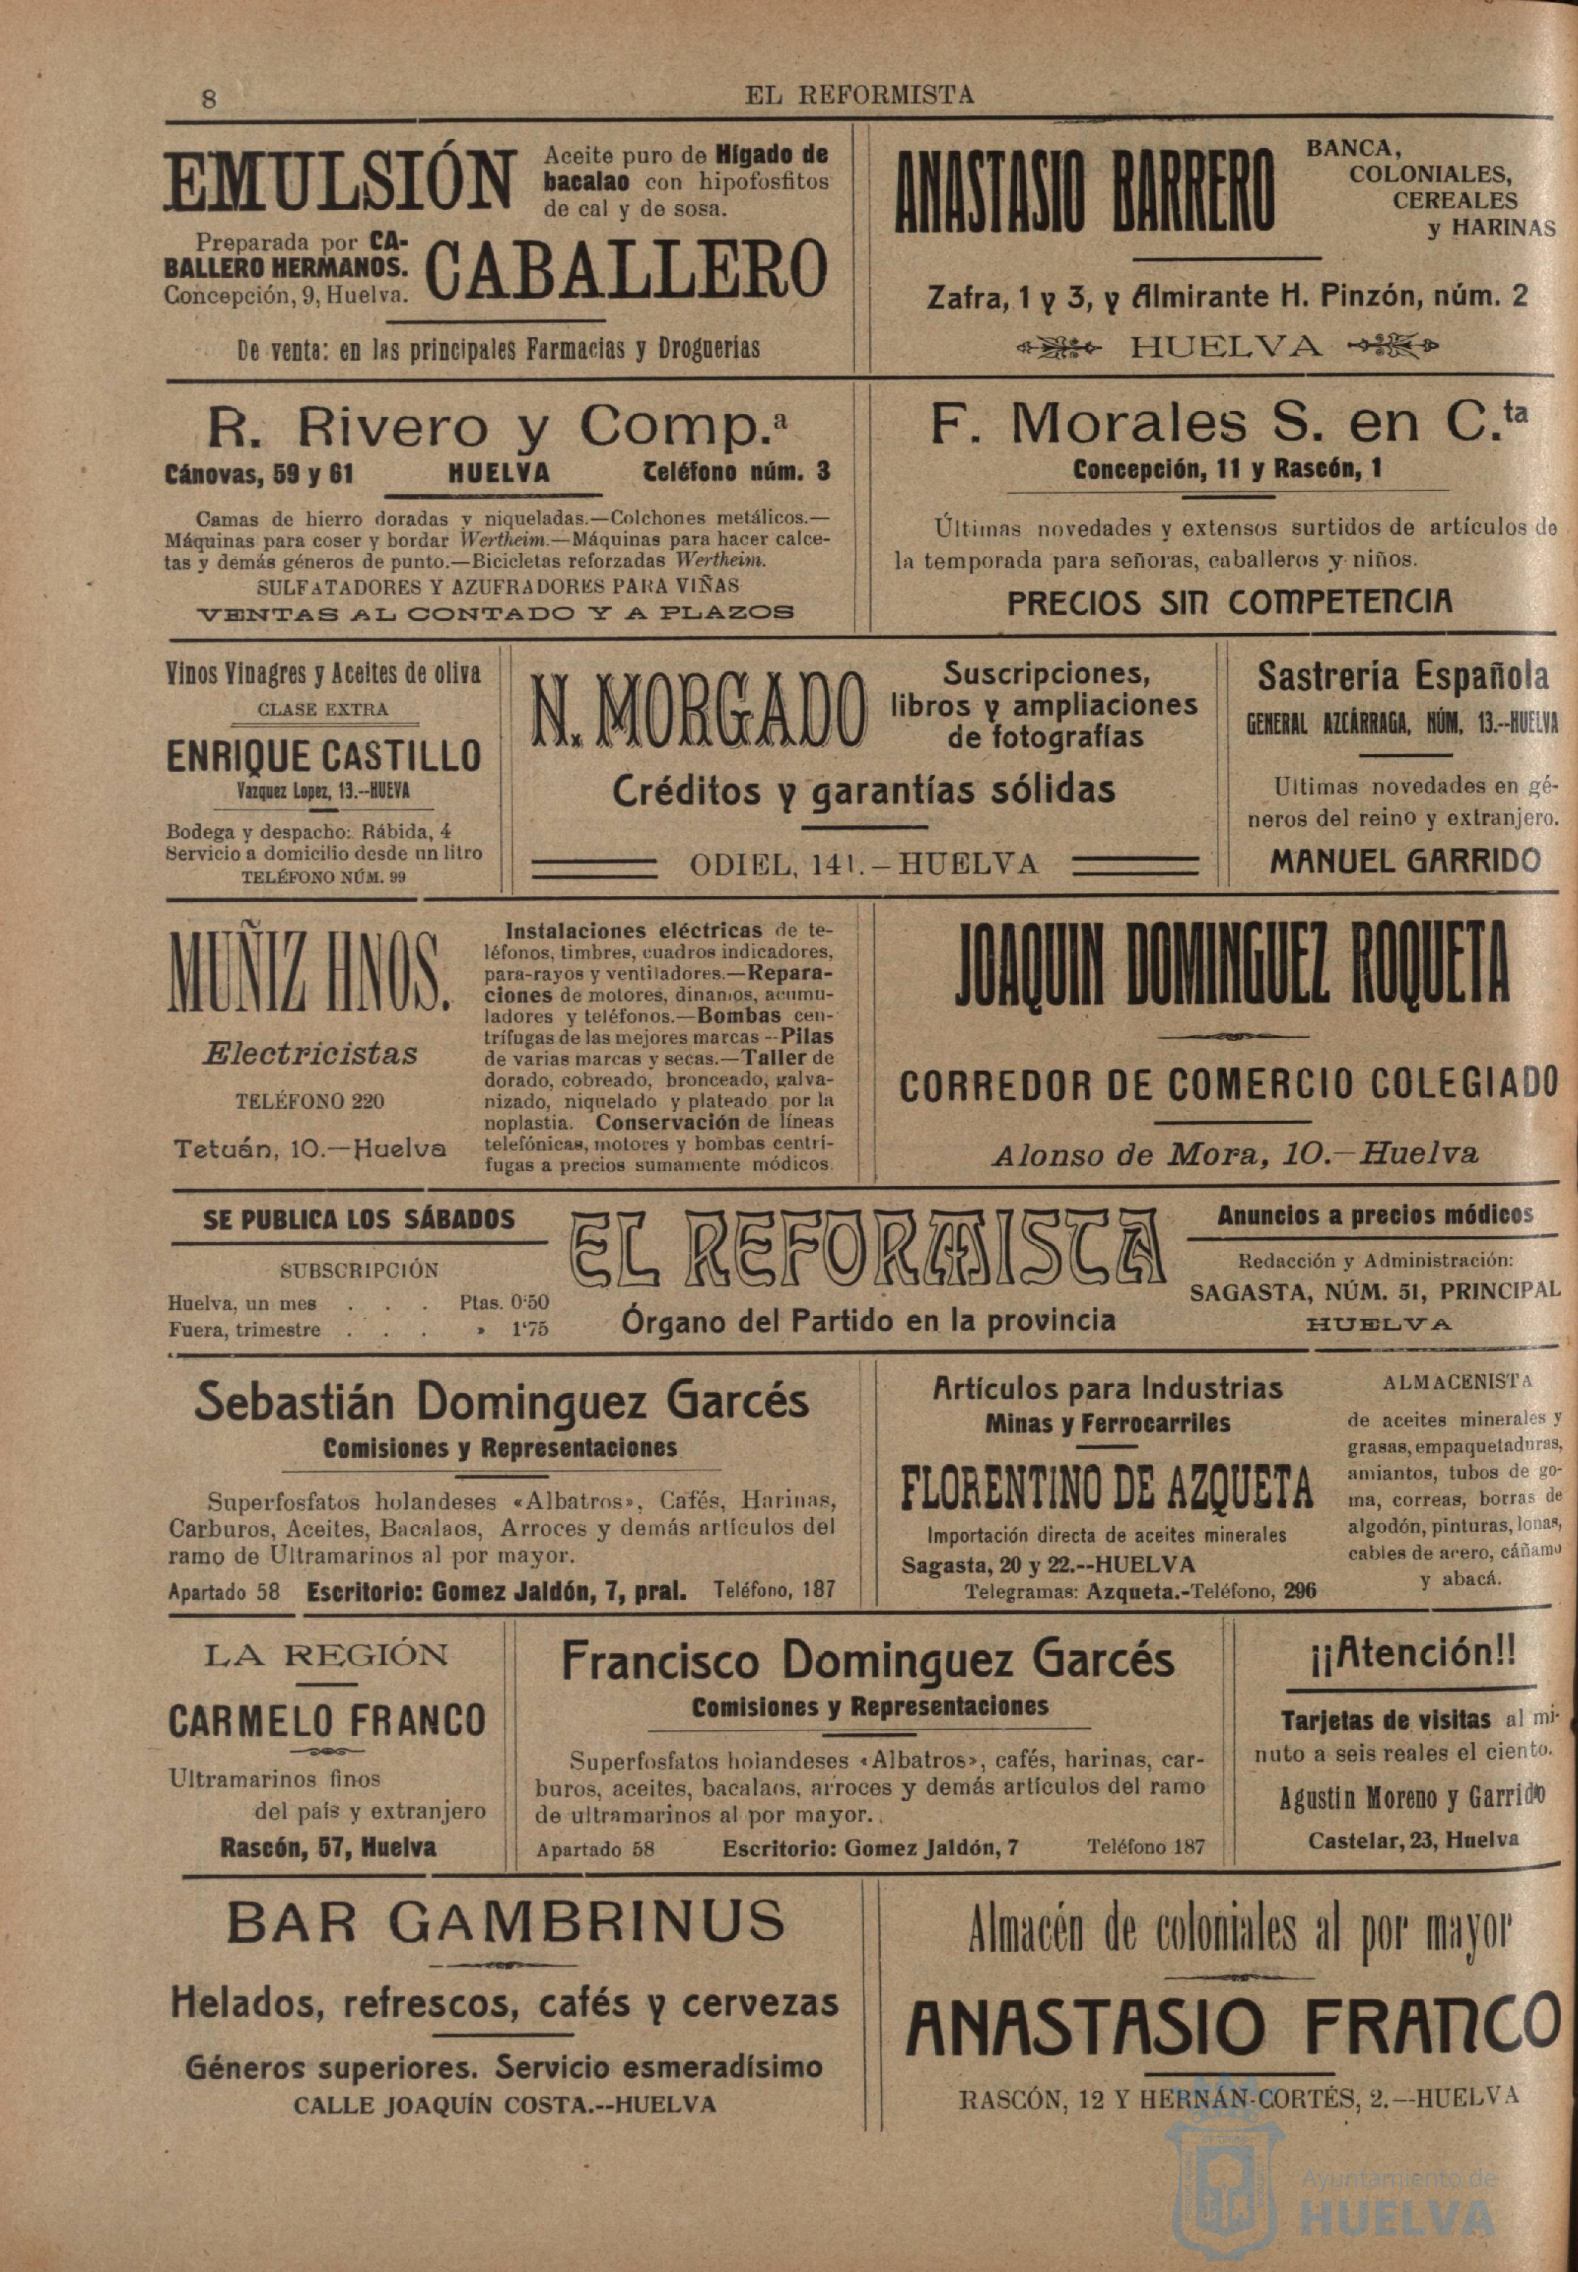 8
EL REFORMISTA
EMULSIÓN
Aceite puro de Hígado de
bacalao con hipofosfitos
de cal y de sosa.
Preparada por CA-
BALLERO HERMANOS.
Concepción, 9, Huelva.
CABALLERO
De venta: en las principales Farmacias y Droguerias
ANASTASIO BARRERO
BANCA,
COLONIALES,
CEREALES
y HARINAS
Zafra, 1 y 3, y Almirante H. Pinzón, núm. 2
HUELVA
R. Rivero y Comp.ª
Cánovas, 59 y 61 HUELVA Teléfono núm. 3
Camas de hierro doradas y niqueladas.—Colchones metálicos.—
Máquinas para coser y bordar Wertheim.—Máquinas para hacer calce-
tas y demás géneros de punto.—Bicicletas reforzadas Wertheim.
SULFATADORES Y AZUFRADORES PARA VIÑAS
VENTAS AL CONTADO Y A PLAZOS
F. Morales S. en C.ta
Concepción, 11 y Rascón, 1
Últimas novedades y extensos surtidos de artículos de
la temporada para señoras, caballeros y niños.
PRECIOS SIN COMPETENCIA
Vinos Vinagres y Aceites de oliva
CLASE EXTRA
ENRIQUE CASTILLO
Vazquez Lopez, 13.--HUEVA
Bodega y despacho: Rábida, 4
Servicio a domicilio desde un litro
TELÉFONO NÚM. 99
N. MORGADO
Suscripciones,
libros y ampliaciones
de fotografías
Créditos y garantías sólidas
ODIEL, 141.—HUELVA
Sastrería Española
GENERAL AZCÁRRAGA, NÚM. 13.--HUELVA
Ultimas novedades en gé-
neros del reino y extranjero.
MANUEL GARRIDO
MUÑIZ HNOS.
Electricistas
TELÉFONO 220
Tetuán, 10.—Huelva
Instalaciones eléctricas de te-
léfonos, timbres, cuadros indicadores,
para-rayos y ventiladores.—Repara-
ciones de motores, dinamos, acumu-
ladores y teléfonos.—Bombas cen-
trífugas de las mejores marcas --Pilas
de varias marcas y secas.—Taller de
dorado, cobreado, bronceado, galva-
nizado, niquelado y plateado por la
noplastia. Conservación de líneas
telefónicas, motores y bombas centrí-
fugas a precios sumamente módicos.
JOAQUIN DOMINGUEZ ROQUETA
CORREDOR DE COMERCIO COLEGIADO
Alonso de Mora, 10.—Huelva
SE PUBLICA LOS SÁBADOS
SUBSCRIPCIÓN
Huelva, un mes . . . Ptas. 0'50
Fuera, trimestre . . . » 1'75
EL REFORMISTA
Órgano del Partido en la provincia
Anuncios a precios módicos
Redacción y Administración:
SAGASTA, NÚM. 51, PRINCIPAL
HUELVA
Sebastián Dominguez Garcés
Comisiones y Representaciones
Superfosfatos holandeses «Albatros», Cafés, Harinas,
Carburos, Aceites, Bacalaos, Arroces y demás artículos del
ramo de Ultramarinos al por mayor.
Apartado 58 Escritorio: Gomez Jaldón, 7, pral. Teléfono, 187
Artículos para Industrias
Minas y Ferrocarriles
FLORENTINO DE AZQUETA
Importación directa de aceites minerales
Sagasta, 20 y 22.--HUELVA
Telegramas: Azqueta.-Teléfono, 296
ALMACENISTA
de aceites minerales y
grasas, empaquetaduras,
amiantos, tubos de go-
ma, correas, borras de
algodón, pinturas, lonas,
cables de acero, cáñamo
y abacá.
LA REGIÓN
CARMELO FRANCO
Ultramarinos finos
del país y extranjero
Rascón, 57, Huelva
Francisco Dominguez Garcés
Comisiones y Representaciones
Superfosfatos holandeses «Albatros», cafés, harinas, car-
buros, aceites, bacalaos, arroces y demás artículos del ramo
de ultramarinos al por mayor.
Apartado 58 Escritorio: Gomez Jaldón, 7 Teléfono 187
¡¡Atención!!
Tarjetas de visitas al mi-
nuto a seis reales el ciento.
Agustin Moreno y Garrido
Castelar, 23, Huelva
BAR GAMBRINUS
Helados, refrescos, cafés y cervezas
Géneros superiores. Servicio esmeradísimo
CALLE JOAQUÍN COSTA.--HUELVA
Almacén de coloniales al por mayor
ANASTASIO FRANCO
RASCÓN, 12 Y HERNÁN-CORTÉS, 2.—HUELVA
Ayuntamiento de
HUELVA